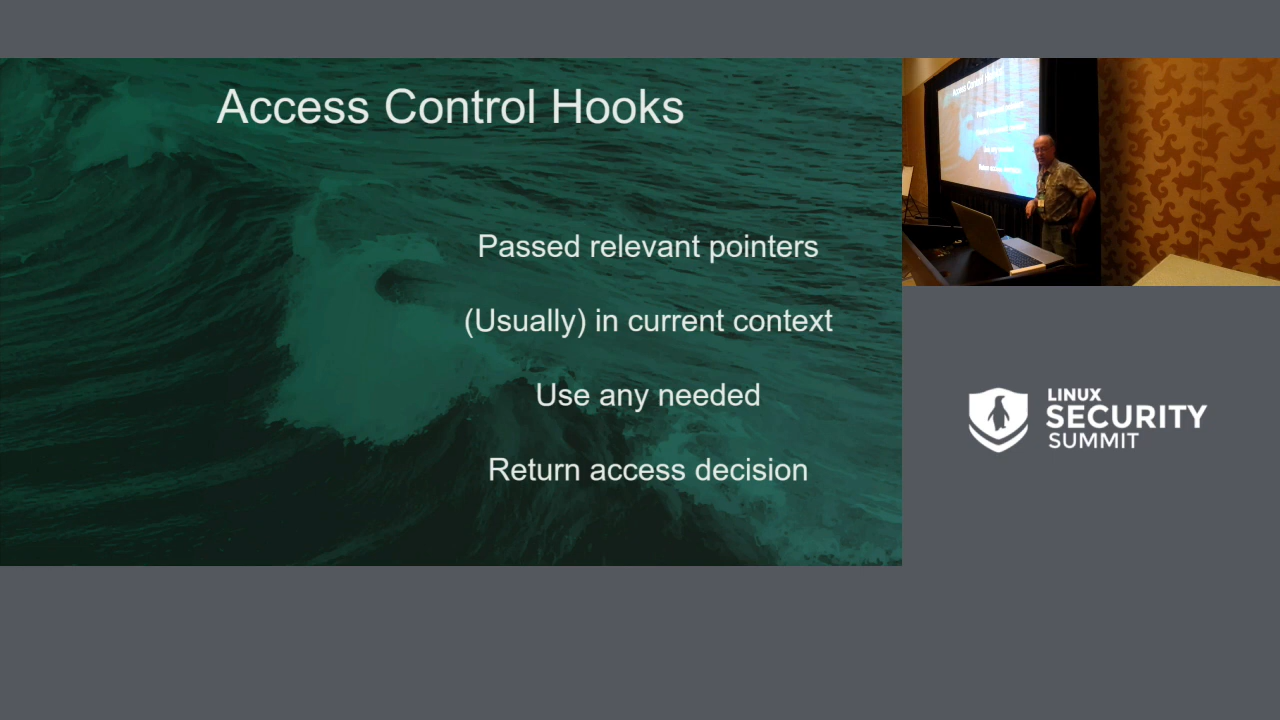 Access Control Hooks
Passed relevant pointers
(Usually) in current context
Use any needed
Return access decision
LINUX
SECURITY
SUMMIT